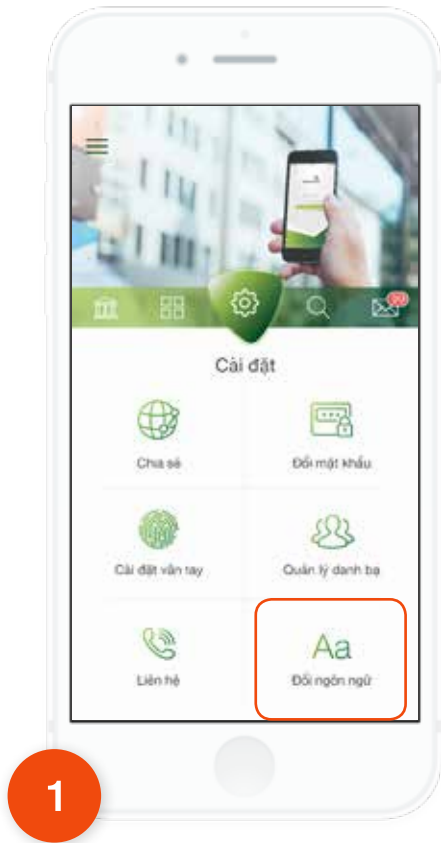 Cài đặt
Chia sẻ
Đổi mật khẩu
Cài đặt vân tay
Quản lý danh bạ
Liên hệ
Aa
Đổi ngôn ngữ
1